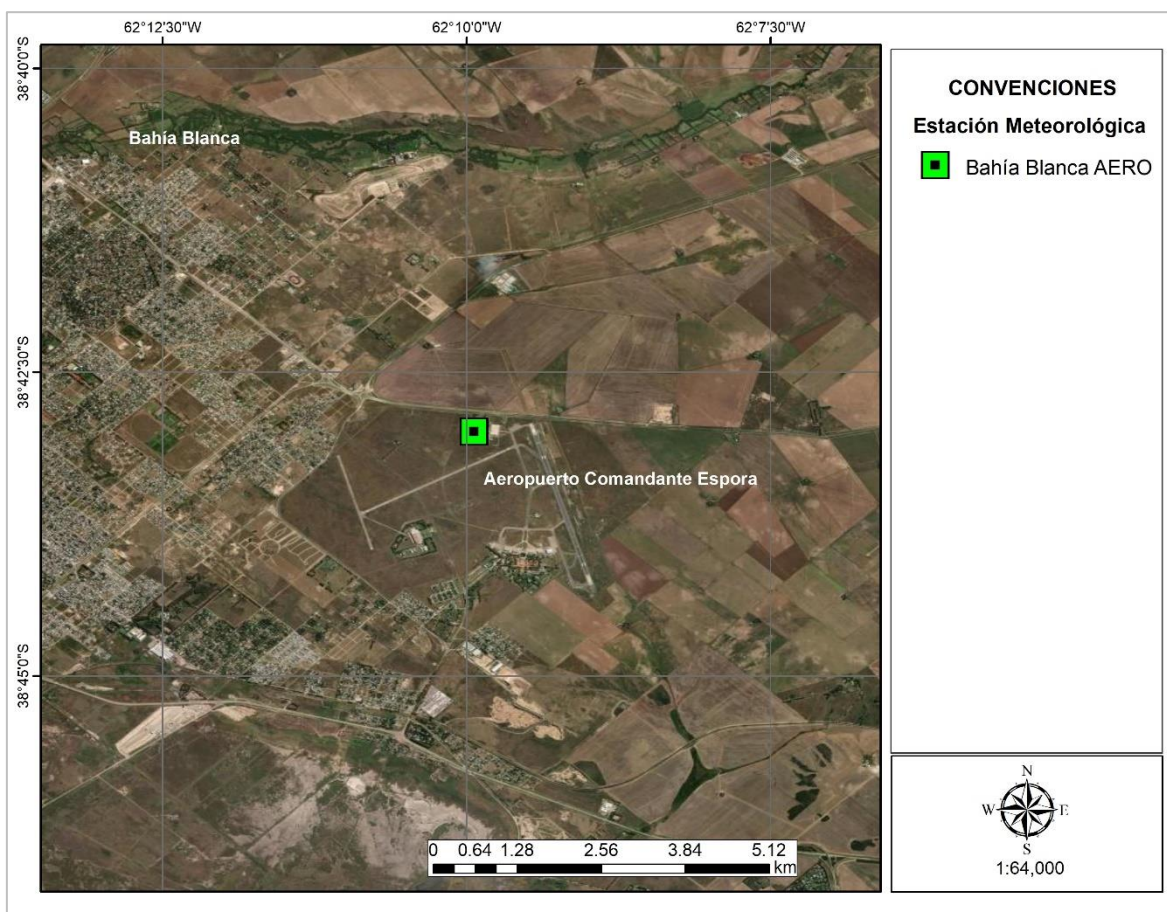 62°12'30"W 62°10'0"W 62°7'30"W
38°40'0"S
Bahía Blanca
38°42'30"S
Aeropuerto Comandante Espora
38°45'0"S
0 0.64 1.28 2.56 3.84 5.12
km
CONVENCIONES
Estación Meteorológica
Bahía Blanca AERO
N
W E
S
1:64,000